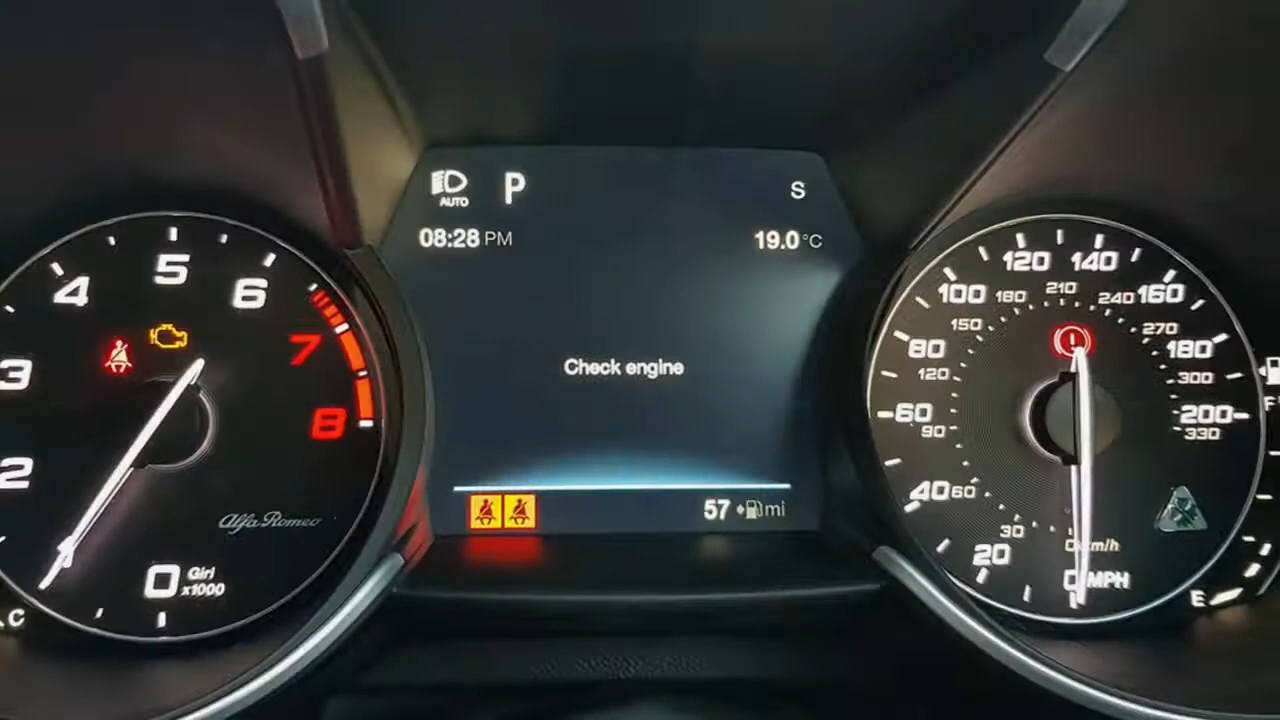 4 5 6
3 7
2 8
Alfa Romeo
0 Giri
x1000
C
AUTO
P
S
08:28 PM
19.0°C
Check engine
57 mi
120 140
100 160
80 180
60 200
40
20
0 MPH
180 210 240
150 270
120 300
90 330
60
30
0 km/h
F
E